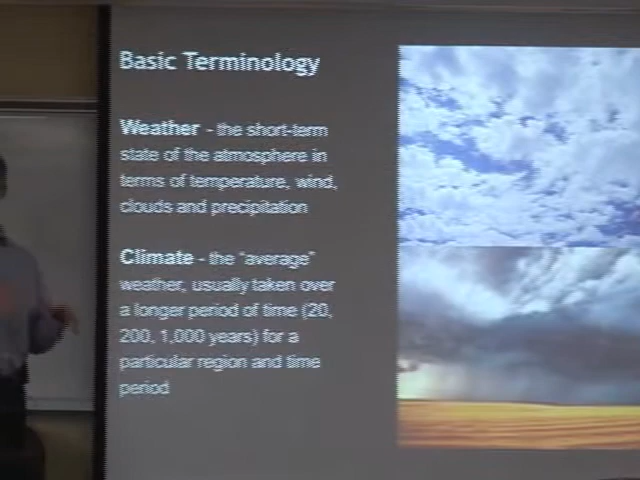 Basic Terminology
Weather - the short-term
state of the atmosphere in
terms of temperature, wind,
clouds and precipitation
Climate - the "average"
weather, usually taken over
a longer period of time (20,
200, 1,000 years) for a
particular region and time
period